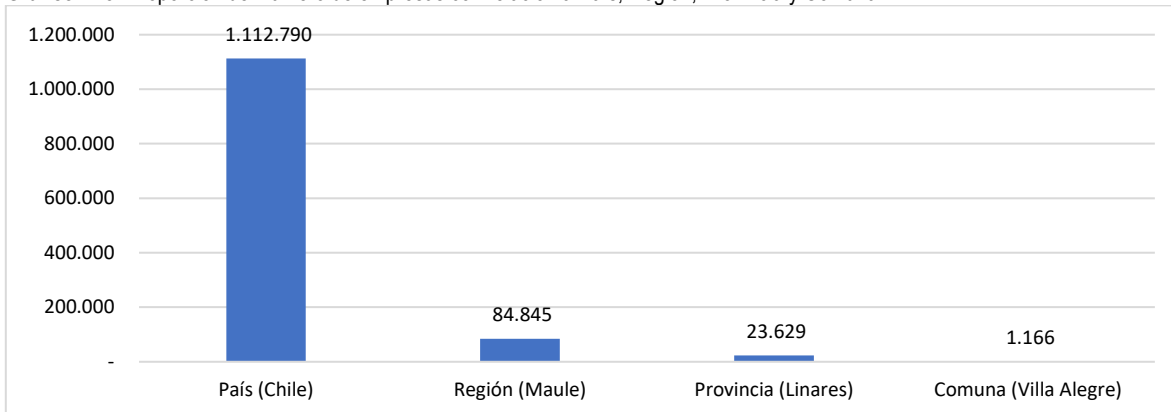 1.200.000
1.112.790
1.000.000
800.000
600.000
400.000
200.000
84.845
23.629
1.166
-
País (Chile)
Región (Maule)
Provincia (Linares)
Comuna (Villa Alegre)